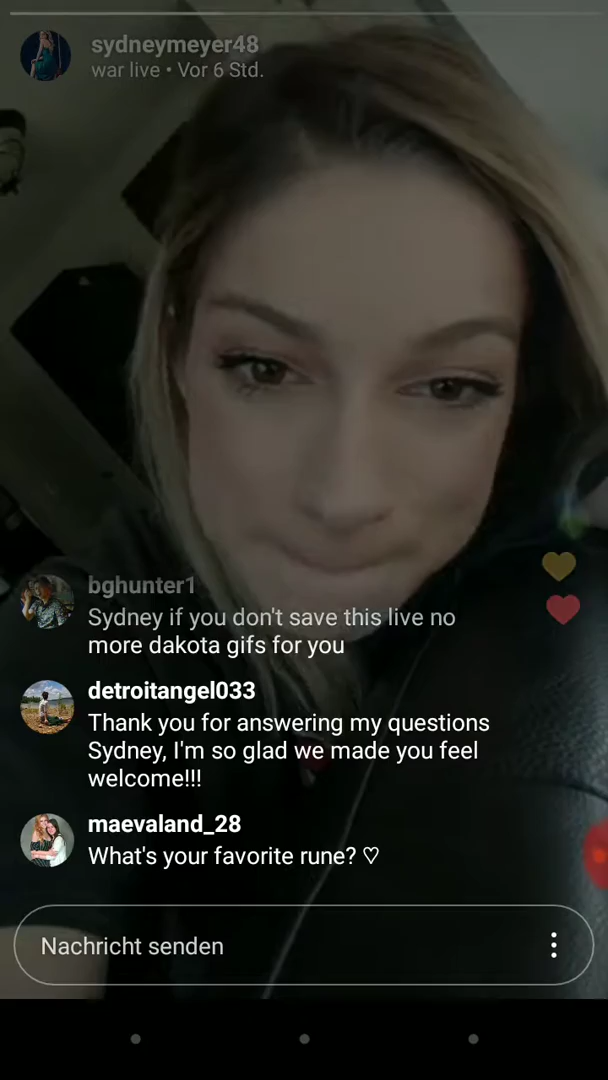 sydneymeyer48
war live • Vor 6 Std.
bghunter1
Sydney if you don't save this live no
more dakota gifs for you
detroitangel033
Thank you for answering my questions
Sydney, I'm so glad we made you feel
welcome!!!
maevaland_28
What's your favorite rune? ♡
Nachricht senden